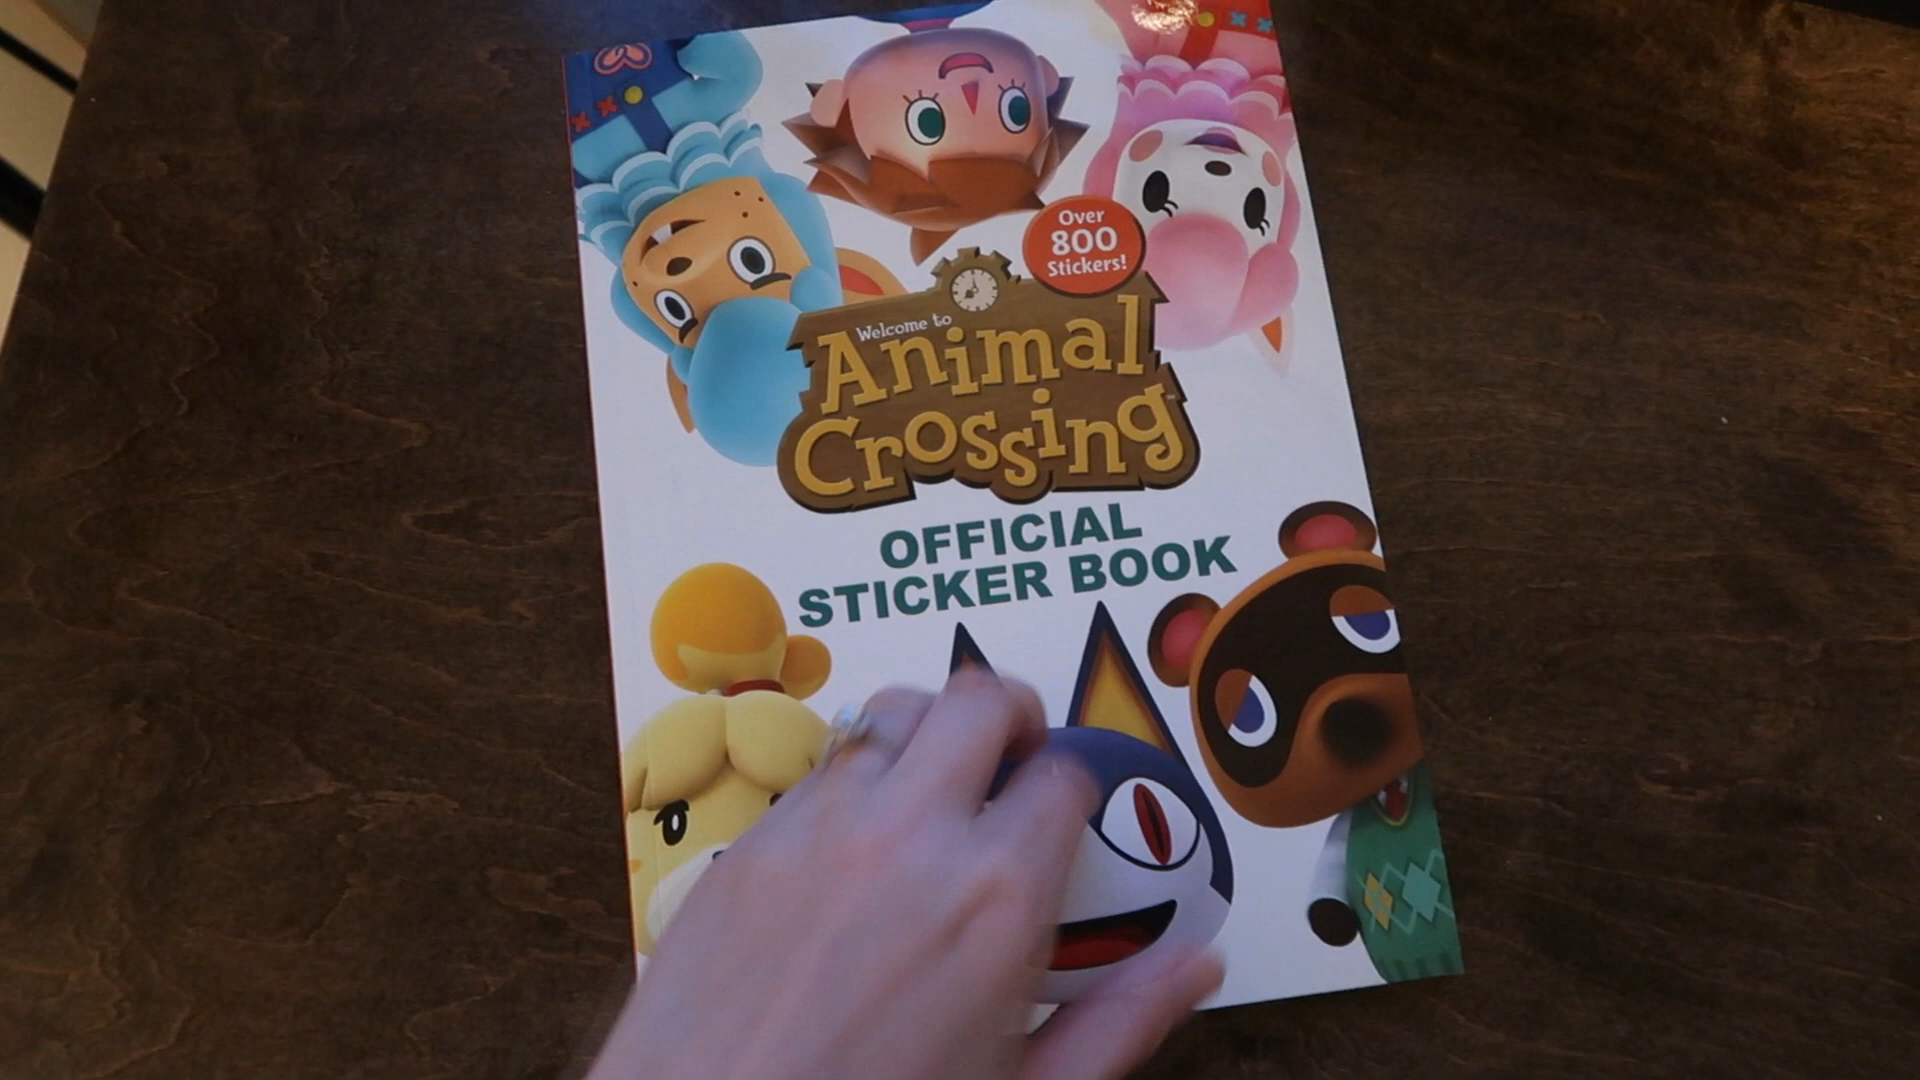 Over
800
Stickers!
Welcome to
Animal
Crossing
OFFICIAL
STICKER BOOK